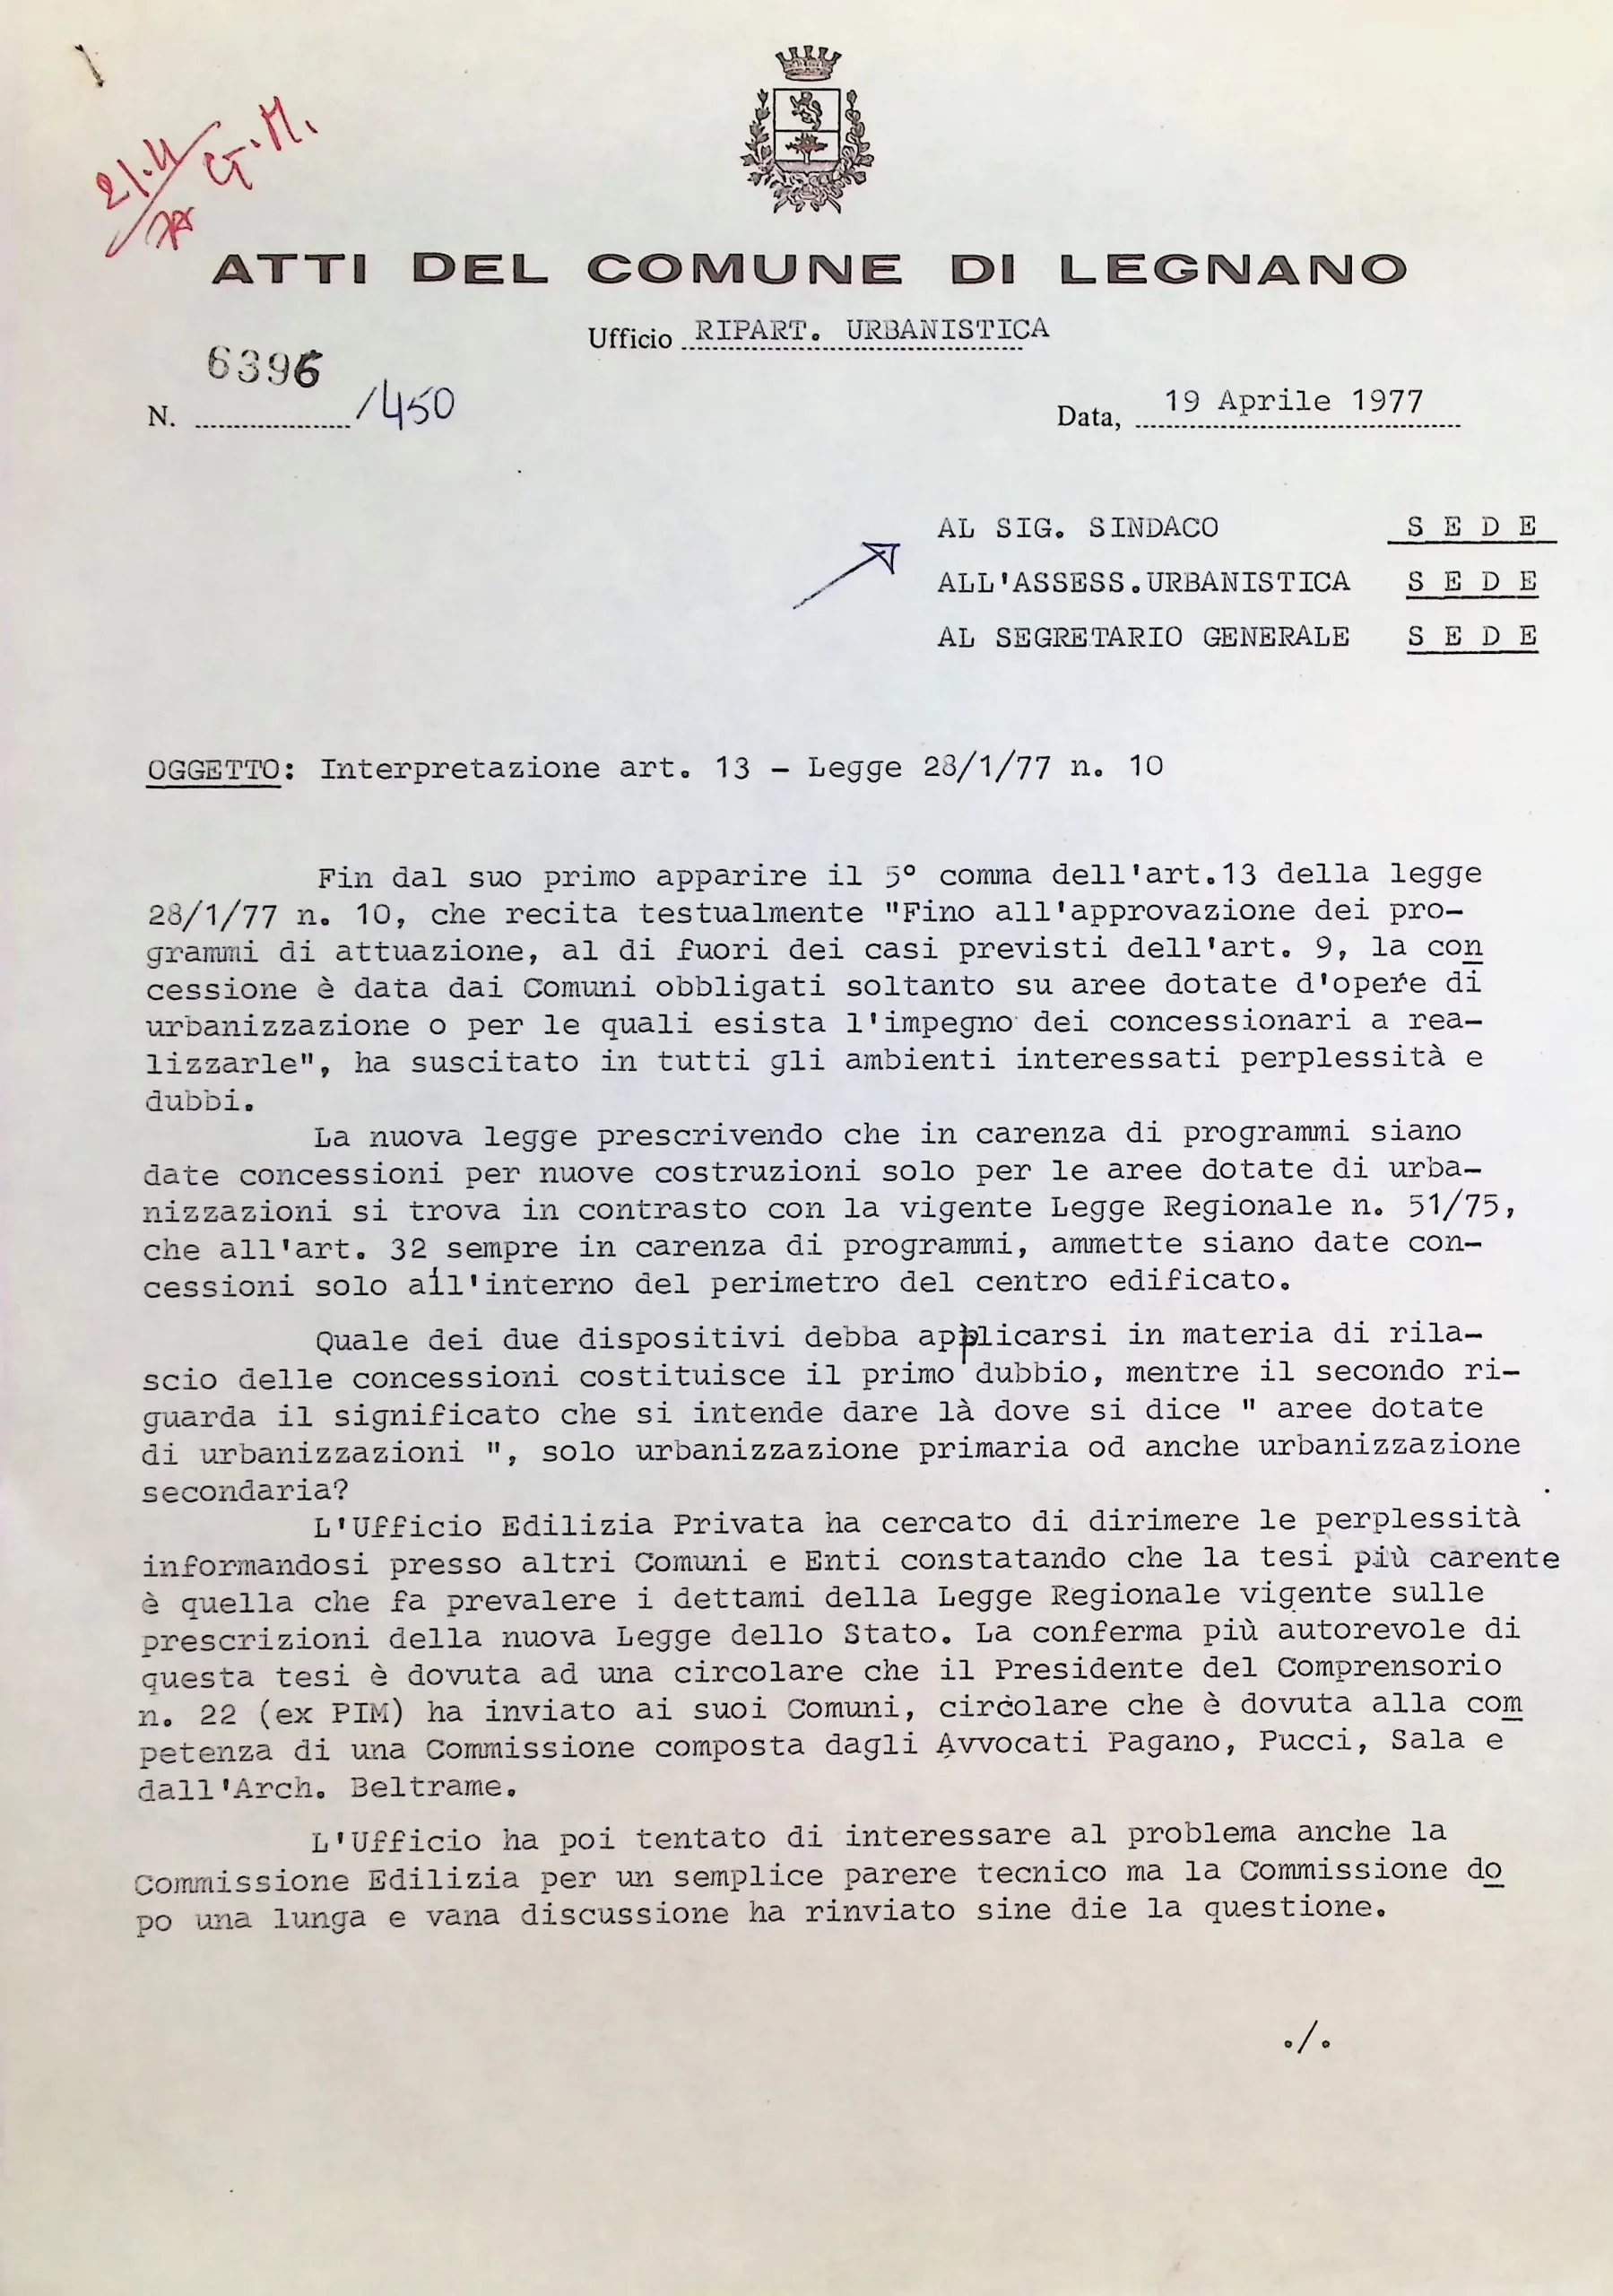 21.4 G.M.
ATTI DEL COMUNE DI LEGNANO
Ufficio RIPART. URBANISTICA
6396
N. /450
Data, 19 Aprile 1977
AL SIG. SINDACO S E D E
ALL'ASSESS.URBANISTICA S E D E
AL SEGRETARIO GENERALE S E D E
OGGETTO: Interpretazione art. 13 - Legge 28/1/77 n. 10
Fin dal suo primo apparire il 5° comma dell'art.13 della legge
28/1/77 n. 10, che recita testualmente "Fino all'approvazione dei pro-
grammi di attuazione, al di fuori dei casi previsti dell'art. 9, la con
cessione è data dai Comuni obbligati soltanto su aree dotate d'opere di
urbanizzazione o per le quali esista l'impegno dei concessionari a rea-
lizzarle", ha suscitato in tutti gli ambienti interessati perplessità e
dubbi.
La nuova legge prescrivendo che in carenza di programmi siano
date concessioni per nuove costruzioni solo per le aree dotate di urba-
nizzazioni si trova in contrasto con la vigente Legge Regionale n. 51/75,
che all'art. 32 sempre in carenza di programmi, ammette siano date con-
cessioni solo all'interno del perimetro del centro edificato.
Quale dei due dispositivi debba applicarsi in materia di rila-
scio delle concessioni costituisce il primo dubbio, mentre il secondo ri-
guarda il significato che si intende dare là dove si dice " aree dotate
di urbanizzazioni ", solo urbanizzazione primaria od anche urbanizzazione
secondaria?
L'Ufficio Edilizia Privata ha cercato di dirimere le perplessità
informandosi presso altri Comuni e Enti constatando che la tesi più carente
è quella che fa prevalere i dettami della Legge Regionale vigente sulle
prescrizioni della nuova Legge dello Stato. La conferma più autorevole di
questa tesi è dovuta ad una circolare che il Presidente del Comprensorio
n. 22 (ex PIM) ha inviato ai suoi Comuni, circolare che è dovuta alla com
petenza di una Commissione composta dagli Avvocati Pagano, Pucci, Sala e
dall'Arch. Beltrame.
L'Ufficio ha poi tentato di interessare al problema anche la
Commissione Edilizia per un semplice parere tecnico ma la Commissione do
po una lunga e vana discussione ha rinviato sine die la questione.
./.